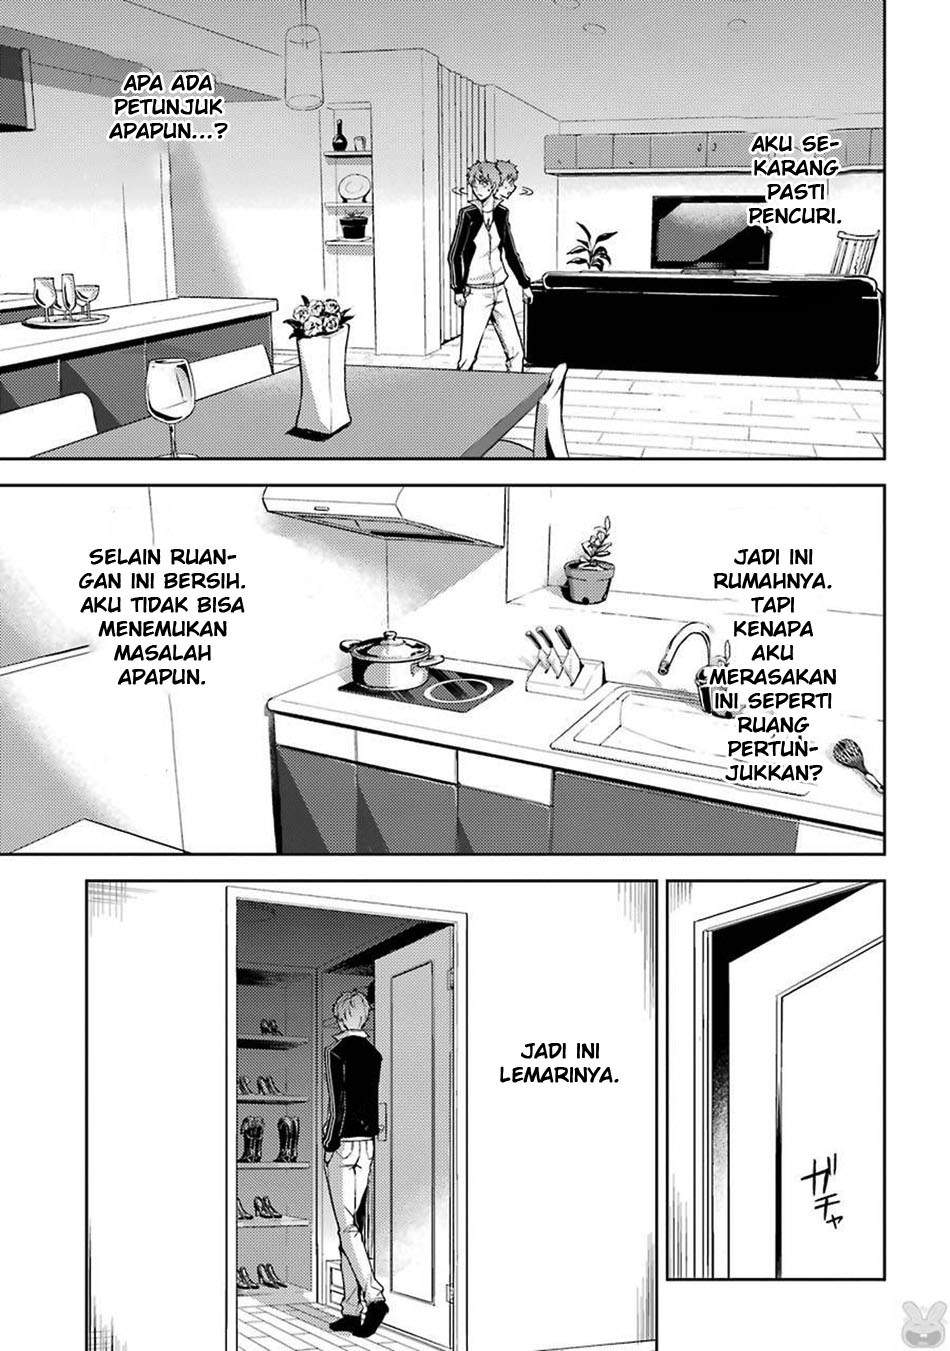 AKU SE-
KARANG
PASTI
PENCURI.
APA ADA
PETUNJUK
APAPUN...?
JADI INI
RUMAHNYA.
TAPI
KENAPA
AKU
MERASAKAN
INI SEPERTI
RUANG
PERTUN-
JUKKAN?
SELAIN RUAN-
GAN INI BERSIH.
AKU TIDAK BISA
MENEMUKAN
MASALAH
APAPUN.
ガチャ
JADI INI
LEMARINYA.